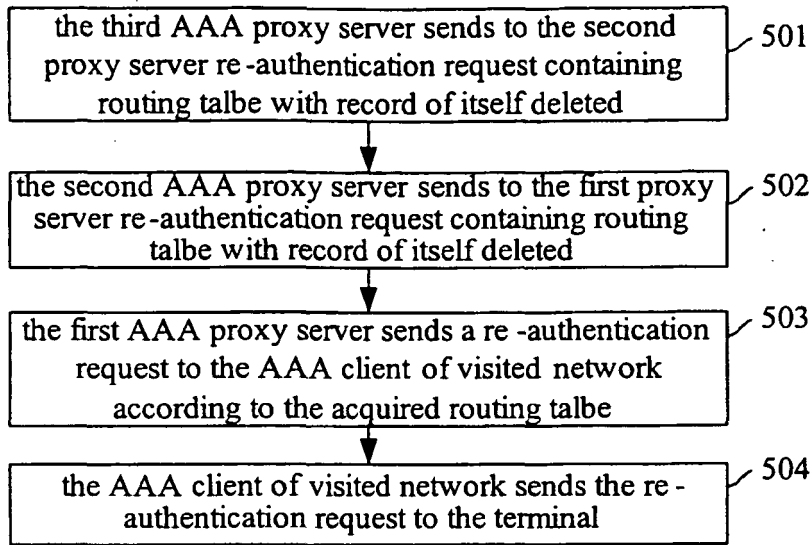 the third AAA proxy server sends to the second
proxy server re-authentication request containing
routing talbe with record of itself deleted
501
the second AAA proxy server sends to the first proxy
server re-authentication request containing routing
talbe with record of itself deleted
502
the first AAA proxy server sends a re-authentication
request to the AAA client of visited network
according to the acquired routing talbe
503
the AAA client of visited network sends the re-
authentication request to the terminal
504